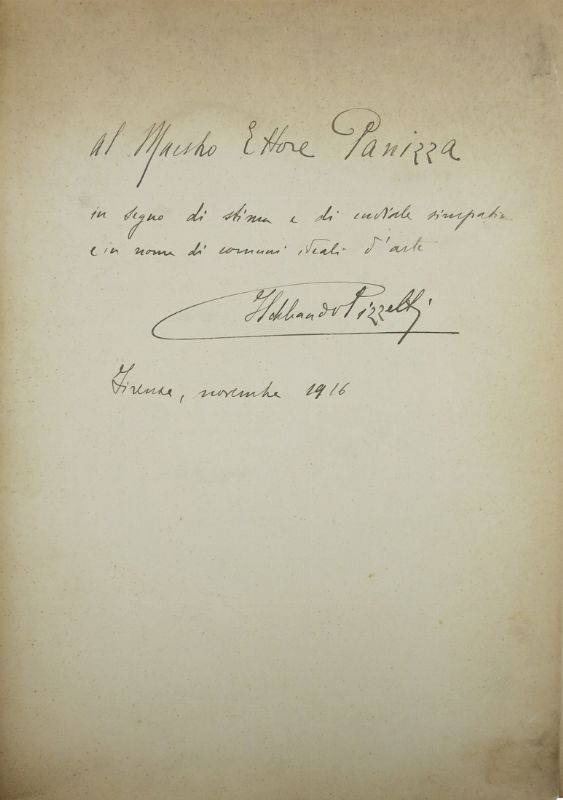 al Maestro Ettore Panizza
in segno di stima e di cordiale simpatia
e in nome di comuni ideali d'arte
Ildebrando Pizzetti
Firenze, novembre 1916